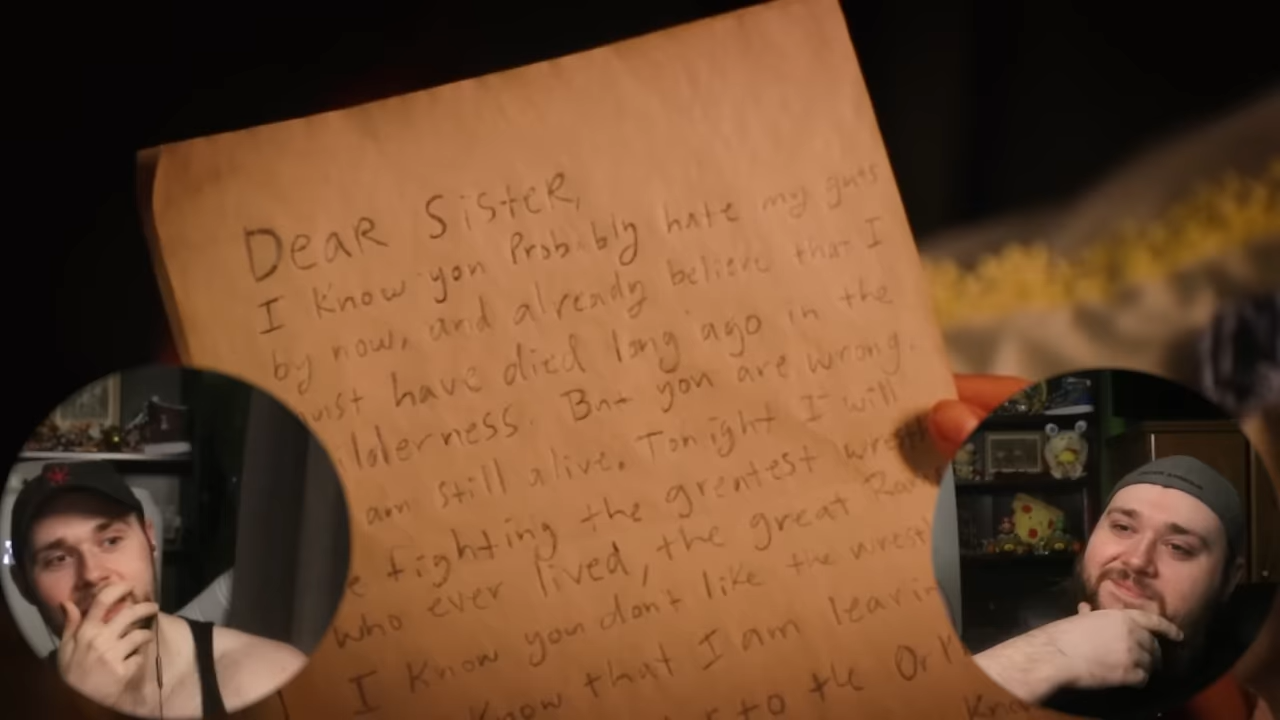 Dear Sister,
I know you Probably hate my guts
by now, and already believe that I
must have died long ago in the
wilderness. But you are wrong.
am still alive. Tonight I will
fighting the greatest
who ever lived, the great
I know you don't like the
know that I am
to the